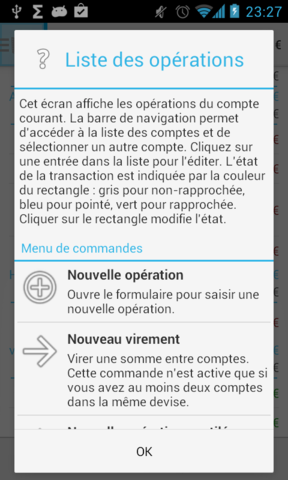 23:27
? Liste des opérations
Cet écran affiche les opérations du compte
courant. La barre de navigation permet
d'accéder à la liste des comptes et de
sélectionner un autre compte. Cliquez sur
une entrée dans la liste pour l'éditer. L'état
de la transaction est indiquée par la couleur
du rectangle : gris pour non-rapprochée,
bleu pour pointé, vert pour rapprochée.
Cliquer sur le rectangle modifie l'état.
Menu de commandes
Nouvelle opération
Ouvre le formulaire pour saisir une
nouvelle opération.
Nouveau virement
Virer une somme entre comptes.
Cette commande n'est active que si
vous avez au moins deux comptes
dans la même devise.
OK